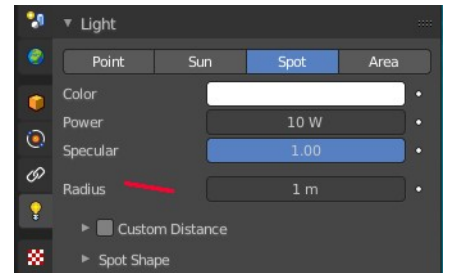 Light
Point Sun Spot Area
Color
Power 10 W
Specular 1.00
Radius 1 m
Custom Distance
Spot Shape